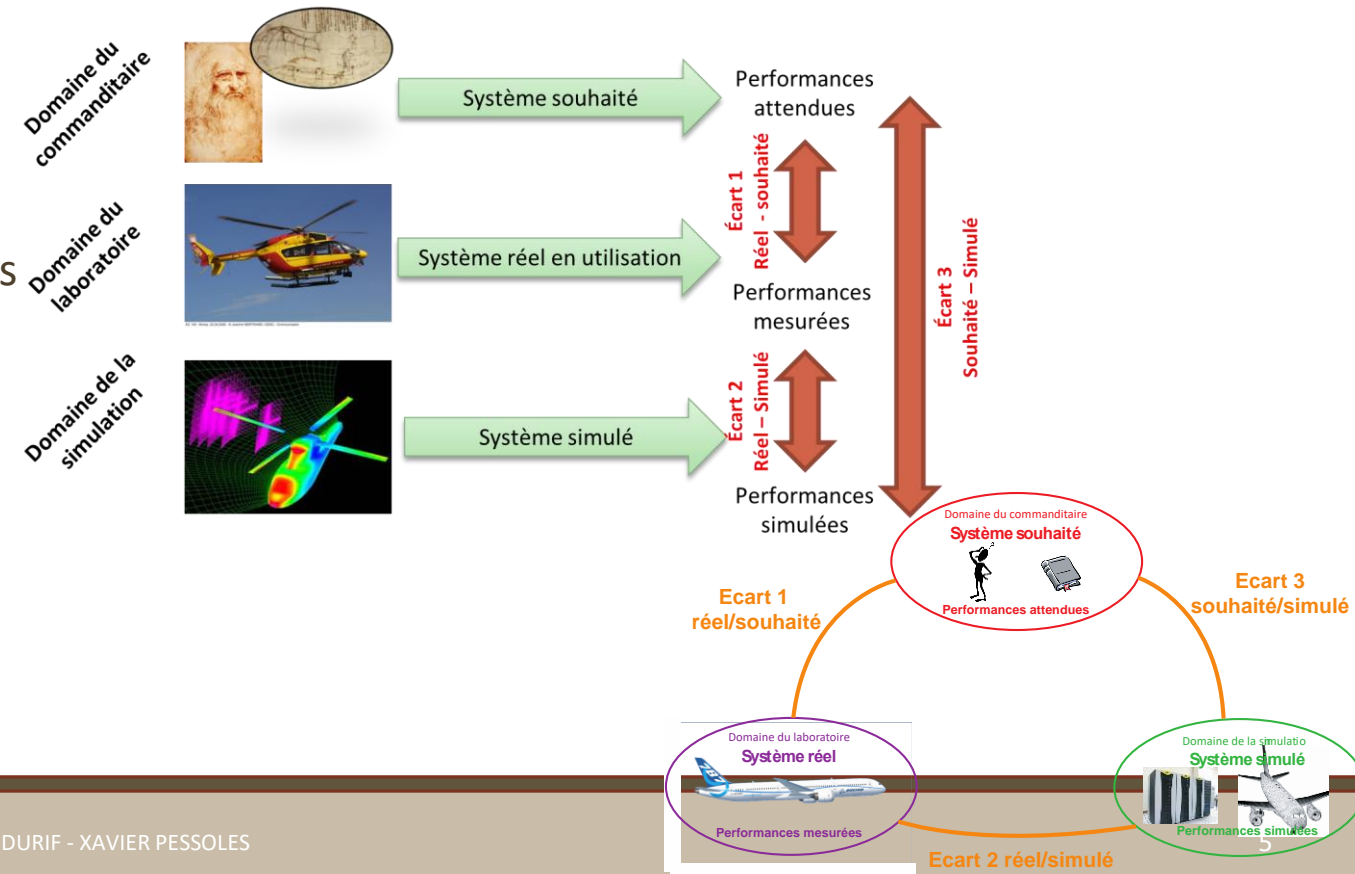 Domaine du
commanditaire
Système souhaité
Performances
attendues
Écart 1
Réel - souhaité
s
Domaine du
laboratoire
Système réel en utilisation
Performances
mesurées
Écart 3
Souhaité – Simulé
Domaine de la
simulation
Système simulé
Écart 2
Réel – Simulé
Performances
simulées
Domaine du commanditaire
Système souhaité
Performances attendues
Ecart 1
réel/souhaité
Ecart 3
souhaité/simulé
Domaine du laboratoire
Système réel
787
Performances mesurées
Domaine de la simulatio
Système simulé
Performances simulées
Ecart 2 réel/simulé
DURIF - XAVIER PESSOLES
5